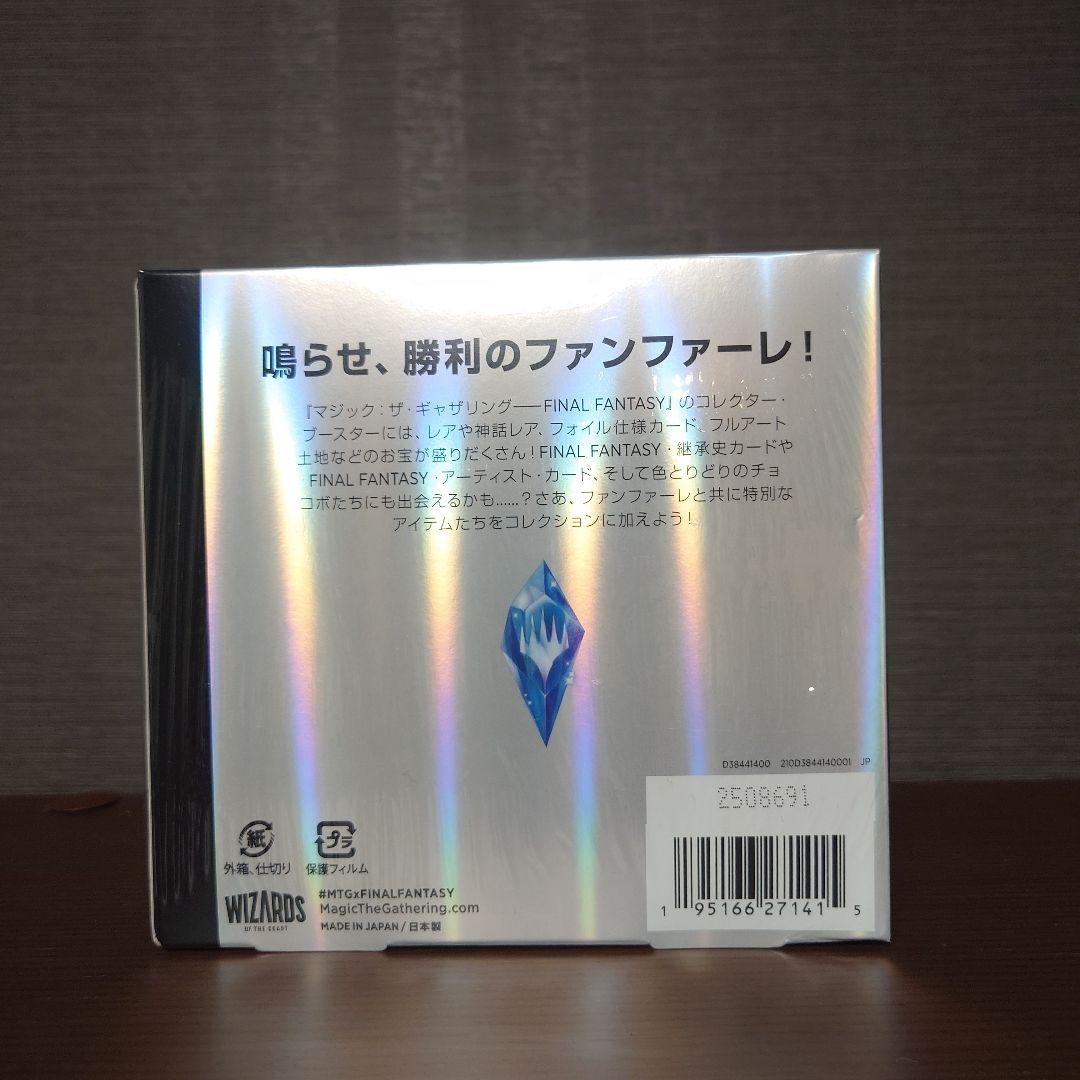 鳴らせ、勝利のファンファーレ！
『マジック：ザ・ギャザリング――FINAL FANTASY』のコレクター・
ブースターには、レアや神話レア、フォイル仕様カード、フルアート
土地などのお宝が盛りだくさん！FINAL FANTASY・継承史カードや
FINAL FANTASY・アーティスト・カード、そして色とりどりのチョ
コボたちにも出会えるかも……？さあ、ファンファーレと共に特別な
アイテムたちをコレクションに加えよう！
D38441400 210D3844140001 JP
2508691
1 95166 27141 5
紙
プラ
外箱、仕切り 保護フィルム
WIZARDS
OF THE COAST
#MTGxFINALFANTASY
MagicTheGathering.com
MADE IN JAPAN / 日本製